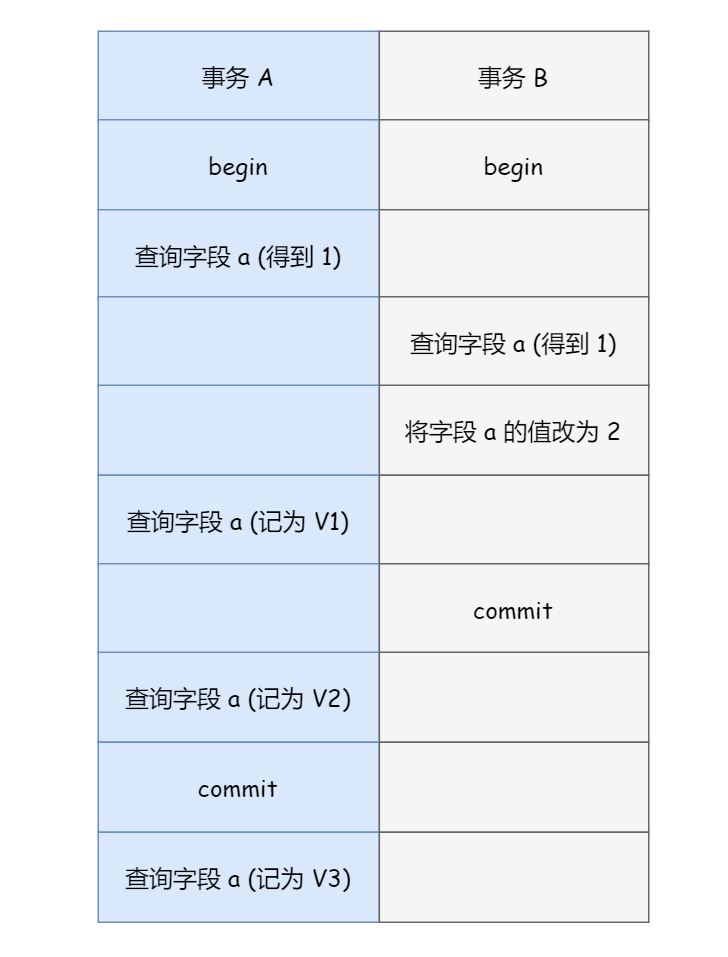 事务 A
事务 B
begin
begin
查询字段 a (得到 1)
查询字段 a (得到 1)
将字段 a 的值改为 2
查询字段 a (记为 V1)
commit
查询字段 a (记为 V2)
commit
查询字段 a (记为 V3)